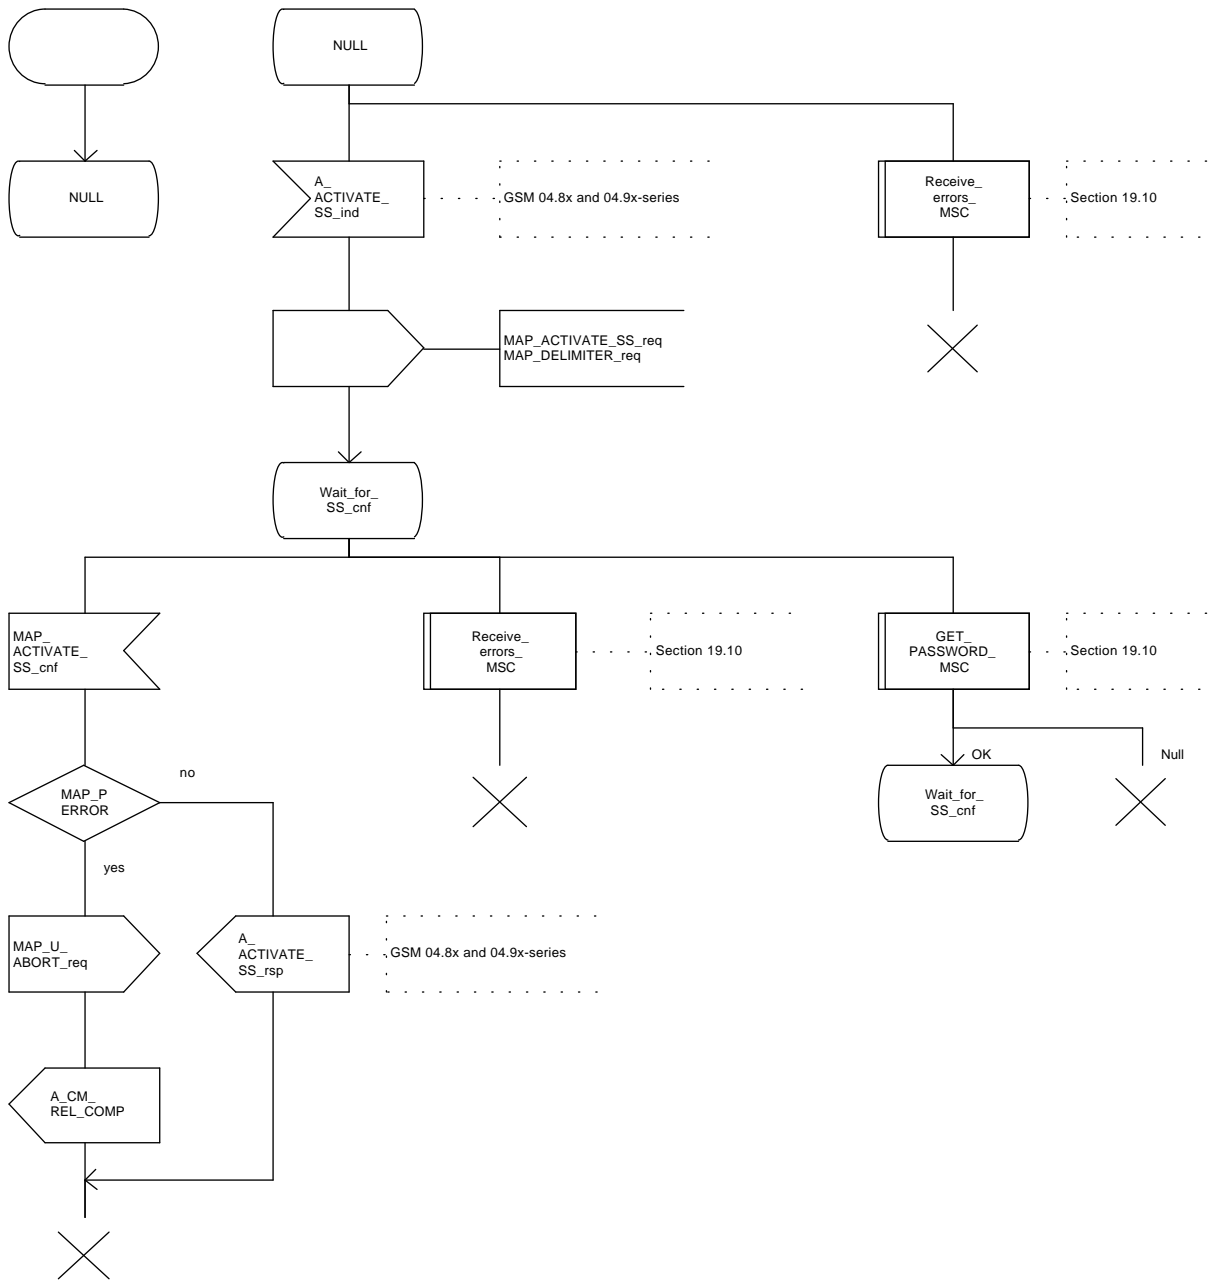 NULL
NULL
A_
ACTIVATE_
SS_ind
GSM 04.8x and 04.9x-series
Receive_
errors_
MSC
Section 19.10
MAP_ACTIVATE_SS_req
MAP_DELIMITER_req
Wait_for_
SS_cnf
MAP_
ACTIVATE_
SS_cnf
Receive_
errors_
MSC
Section 19.10
GET_
PASSWORD_
MSC
Section 19.10
OK
Null
no
MAP_P
ERROR
Wait_for_
SS_cnf
yes
MAP_U_
ABORT_req
A_
ACTIVATE_
SS_rsp
GSM 04.8x and 04.9x-series
A_CM_
REL_COMP